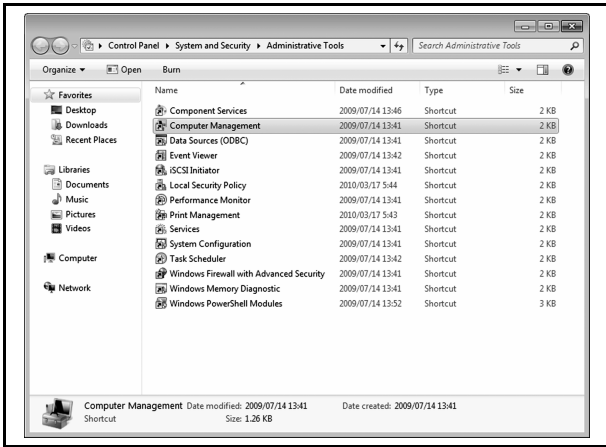 Control Panel ▸ System and Security ▸ Administrative Tools
Search Administrative Tools
Organize ▾ Open Burn
Name Date modified Type Size
Favorites
Desktop
Downloads
Recent Places
Libraries
Documents
Music
Pictures
Videos
Computer
Network
Component Services 2009/07/14 13:46 Shortcut 2 KB
Computer Management 2009/07/14 13:41 Shortcut 2 KB
Data Sources (ODBC) 2009/07/14 13:41 Shortcut 2 KB
Event Viewer 2009/07/14 13:42 Shortcut 2 KB
iSCSI Initiator 2009/07/14 13:41 Shortcut 2 KB
Local Security Policy 2010/03/17 5:44 Shortcut 2 KB
Performance Monitor 2009/07/14 13:41 Shortcut 2 KB
Print Management 2010/03/17 5:43 Shortcut 2 KB
Services 2009/07/14 13:41 Shortcut 2 KB
System Configuration 2009/07/14 13:41 Shortcut 2 KB
Task Scheduler 2009/07/14 13:42 Shortcut 2 KB
Windows Firewall with Advanced Security 2009/07/14 13:41 Shortcut 2 KB
Windows Memory Diagnostic 2009/07/14 13:41 Shortcut 2 KB
Windows PowerShell Modules 2009/07/14 13:52 Shortcut 3 KB
Computer Management Date modified: 2009/07/14 13:41 Date created: 2009/07/14 13:41
Shortcut Size: 1.26 KB